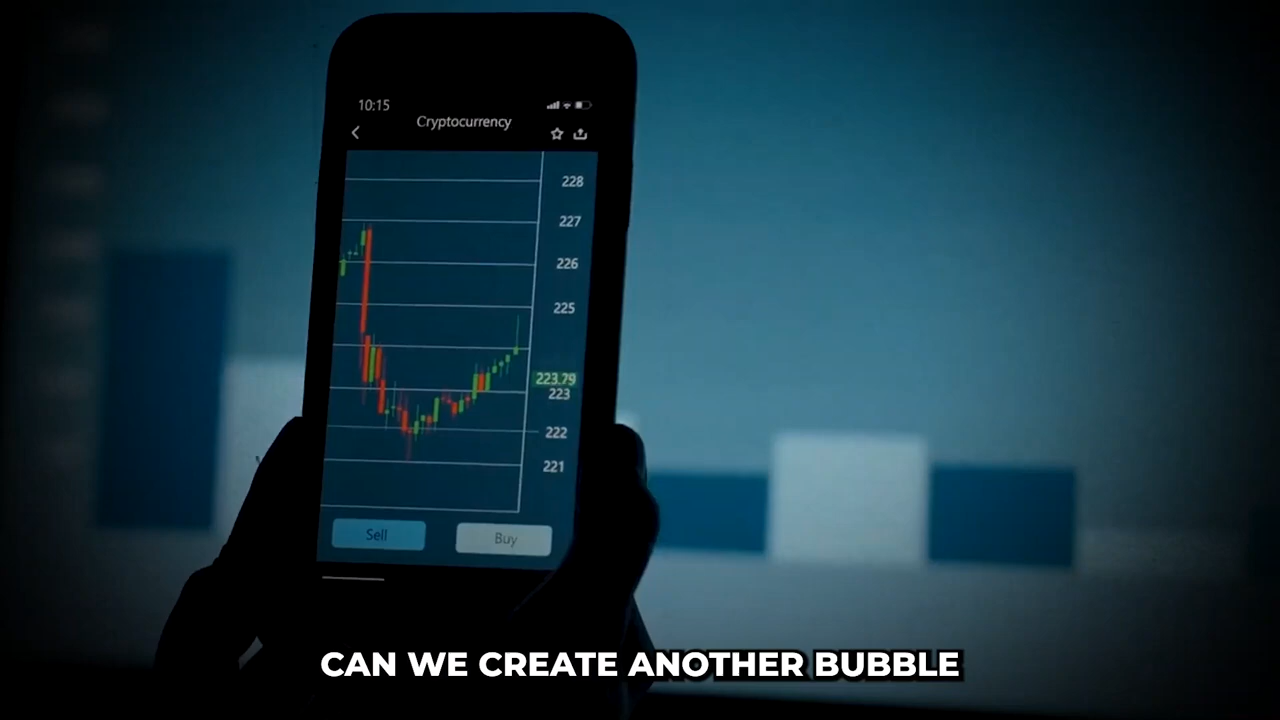 10:15
Cryptocurrency
228
227
226
225
223.79
223
222
221
Sell
Buy
CAN WE CREATE ANOTHER BUBBLE